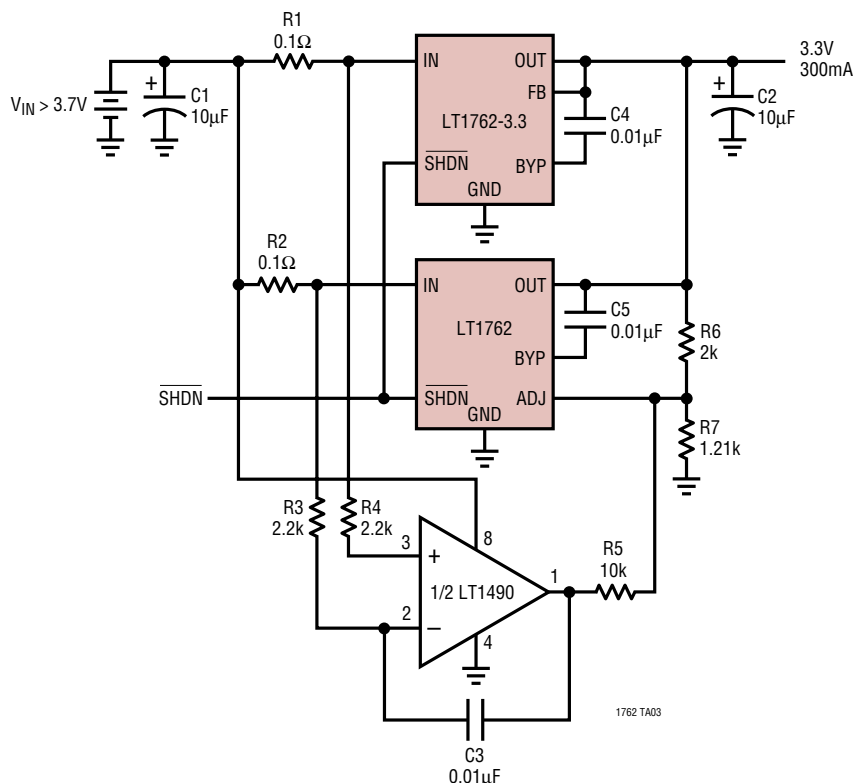 R1
0.1Ω
IN
OUT
3.3V
300mA
+
C1
10µF
VIN > 3.7V
FB
LT1762-3.3
C4
0.01µF
+
C2
10µF
SHDN
BYP
GND
R2
0.1Ω
IN
OUT
C5
0.01µF
LT1762
R6
2k
BYP
SHDN
SHDN
ADJ
GND
R7
1.21k
R3
2.2k
R4
2.2k
8
3
+
R5
10k
1/2 LT1490
1
2
−
4
1762 TA03
C3
0.01µF